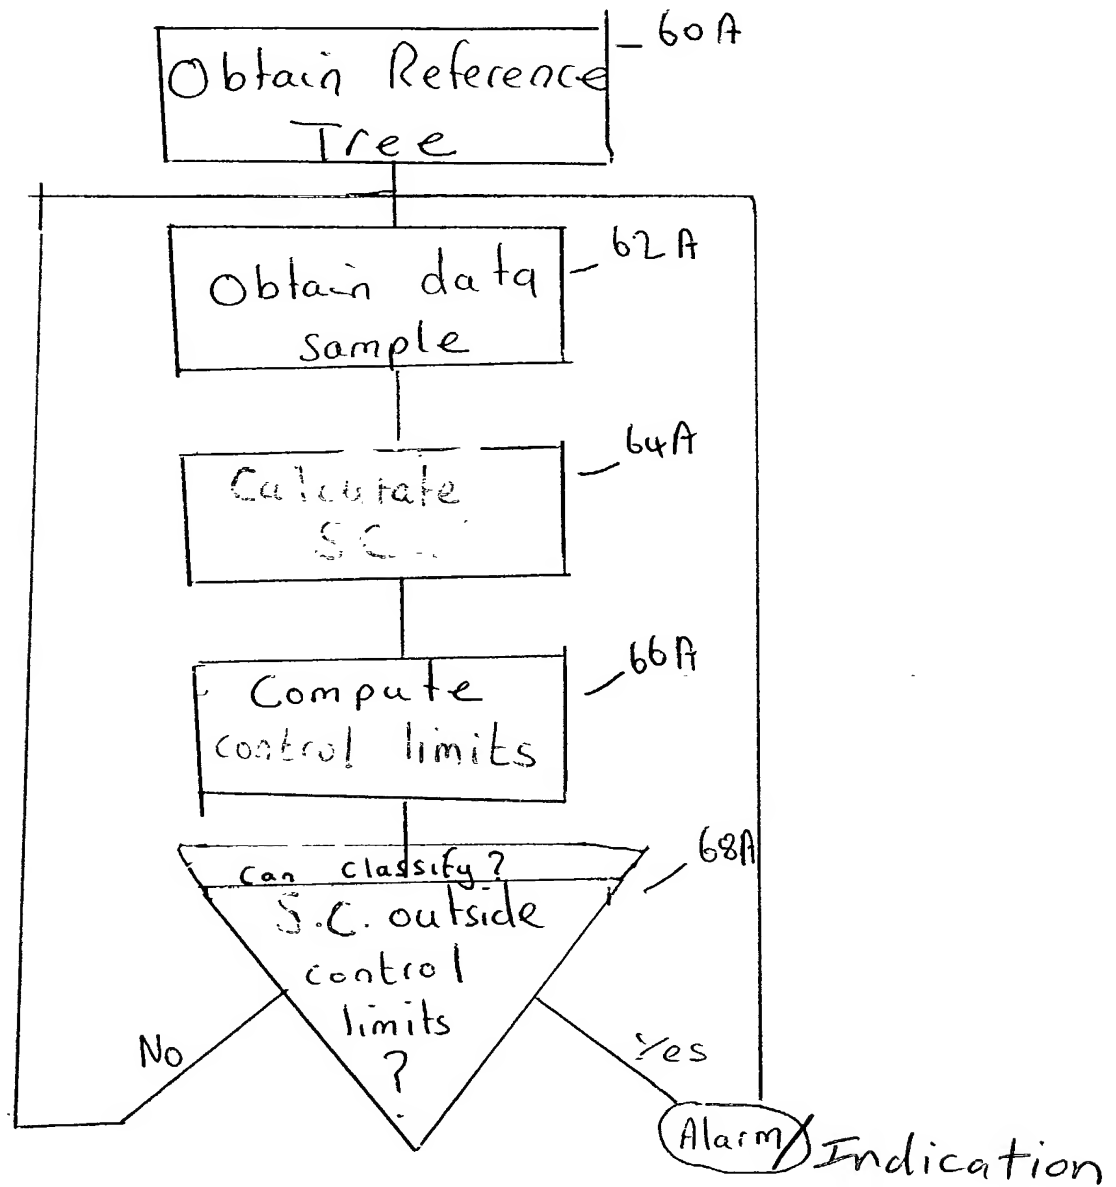 60A
Obtain Reference
Tree
62A
Obtain data
sample
64A
Calculate
S.C.
66A
Compute
control limits
68A
can classify?
S.C. outside
control
limits
?
No
Yes
Alarm/Indication